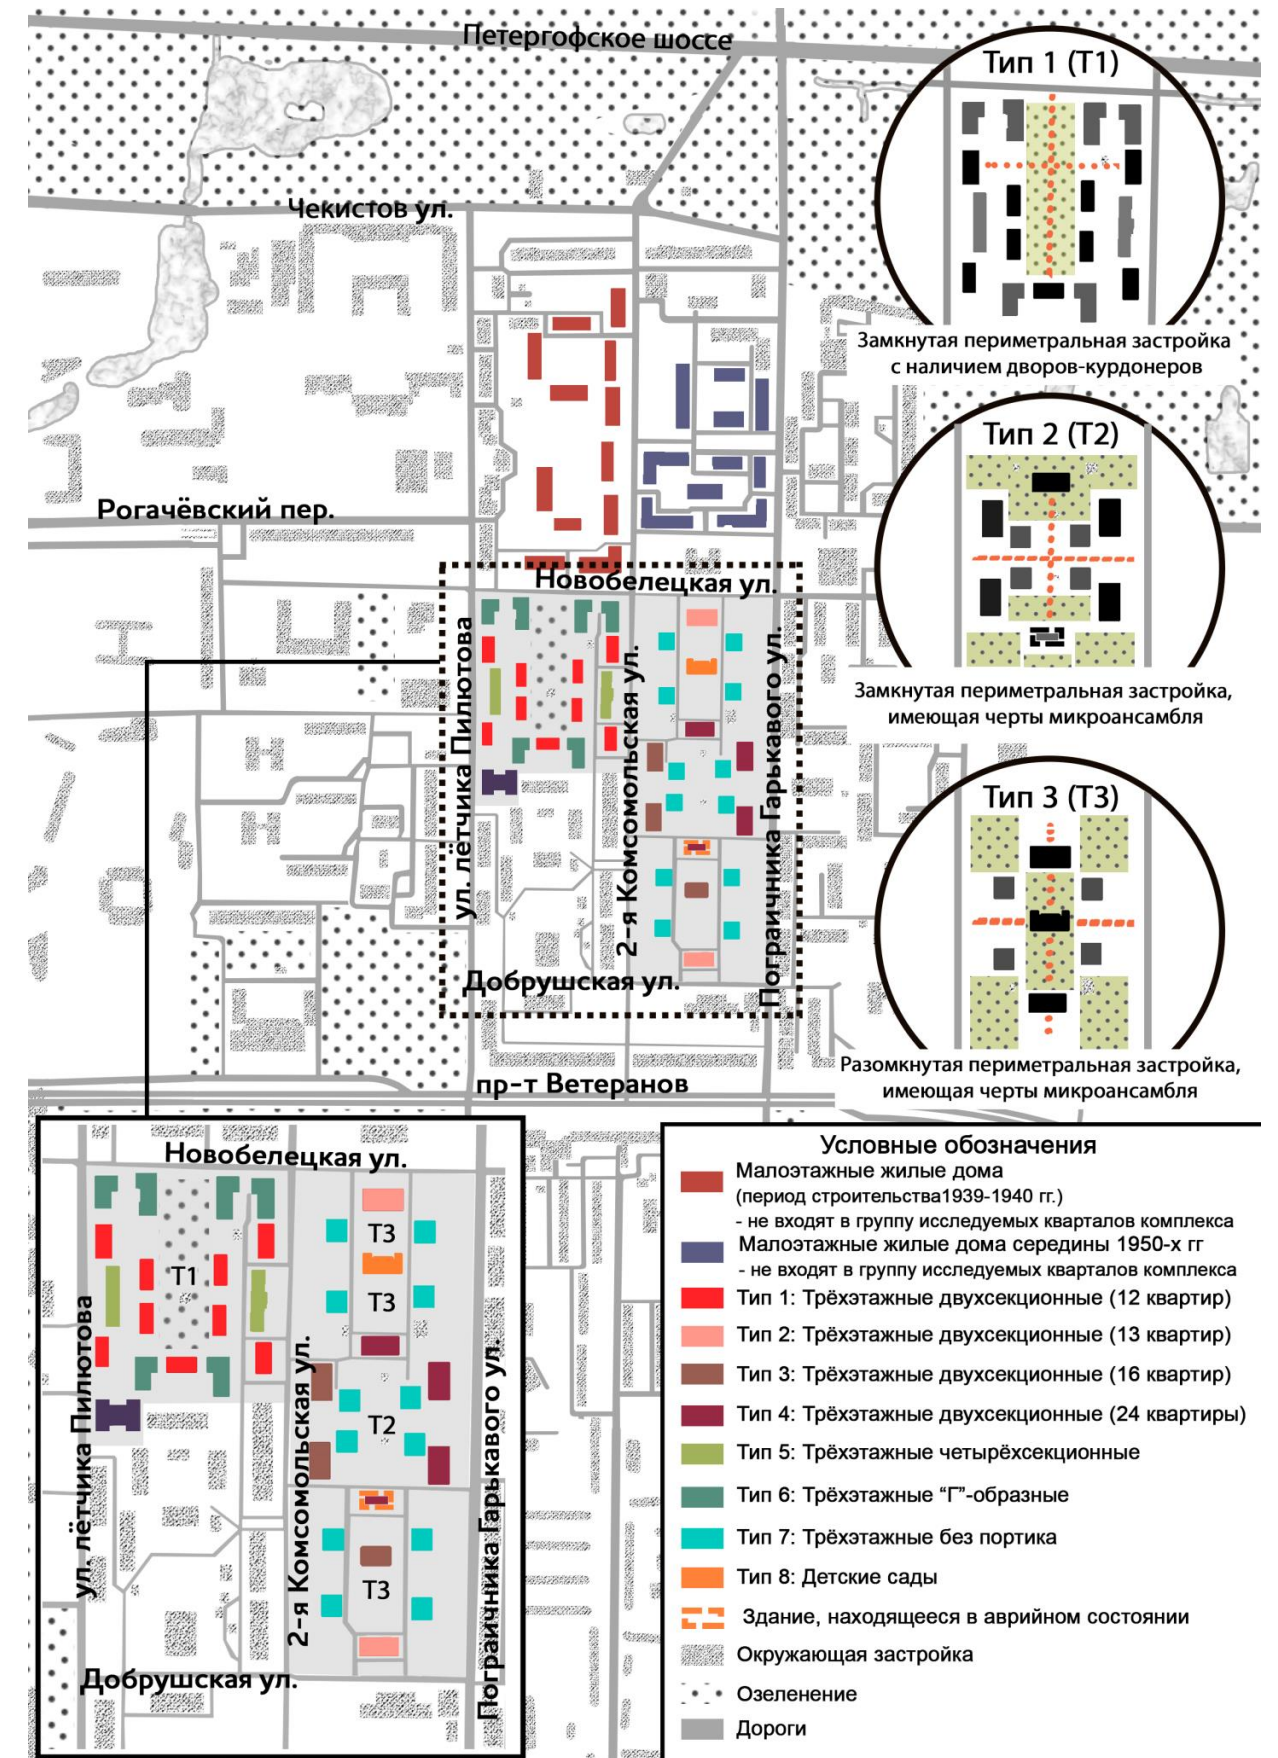 Петергофское шоссе
Тип 1 (Т1)
Чекистов ул.
Замкнутая периметральная застройка
с наличием дворов-курдонеров
Тип 2 (Т2)
Рогачёвский пер.
Новобелецкая ул.
ул. лётчика Пилютова
2-я Комсомольская ул.
Пограничника Гарькавого ул.
Замкнутая периметральная застройка,
имеющая черты микроансамбля
Тип 3 (Т3)
Добрушская ул.
Разомкнутая периметральная застройка,
имеющая черты микроансамбля
пр-т Ветеранов
Новобелецкая ул.
Т3
Т1
Т3
Т2
Т3
ул. лётчика Пилютова
2-я Комсомольская ул.
Пограничника Гарькавого ул.
Добрушская ул.
Условные обозначения
Малоэтажные жилые дома
(период строительства1939-1940 гг.)
- не входят в группу исследуемых кварталов комплекса
Малоэтажные жилые дома середины 1950-х гг
- не входят в группу исследуемых кварталов комплекса
Тип 1: Трёхэтажные двухсекционные (12 квартир)
Тип 2: Трёхэтажные двухсекционные (13 квартир)
Тип 3: Трёхэтажные двухсекционные (16 квартир)
Тип 4: Трёхэтажные двухсекционные (24 квартиры)
Тип 5: Трёхэтажные четырёхсекционные
Тип 6: Трёхэтажные “Г”-образные
Тип 7: Трёхэтажные без портика
Тип 8: Детские сады
Здание, находящееся в аврийном состоянии
Окружающая застройка
Озеленение
Дороги